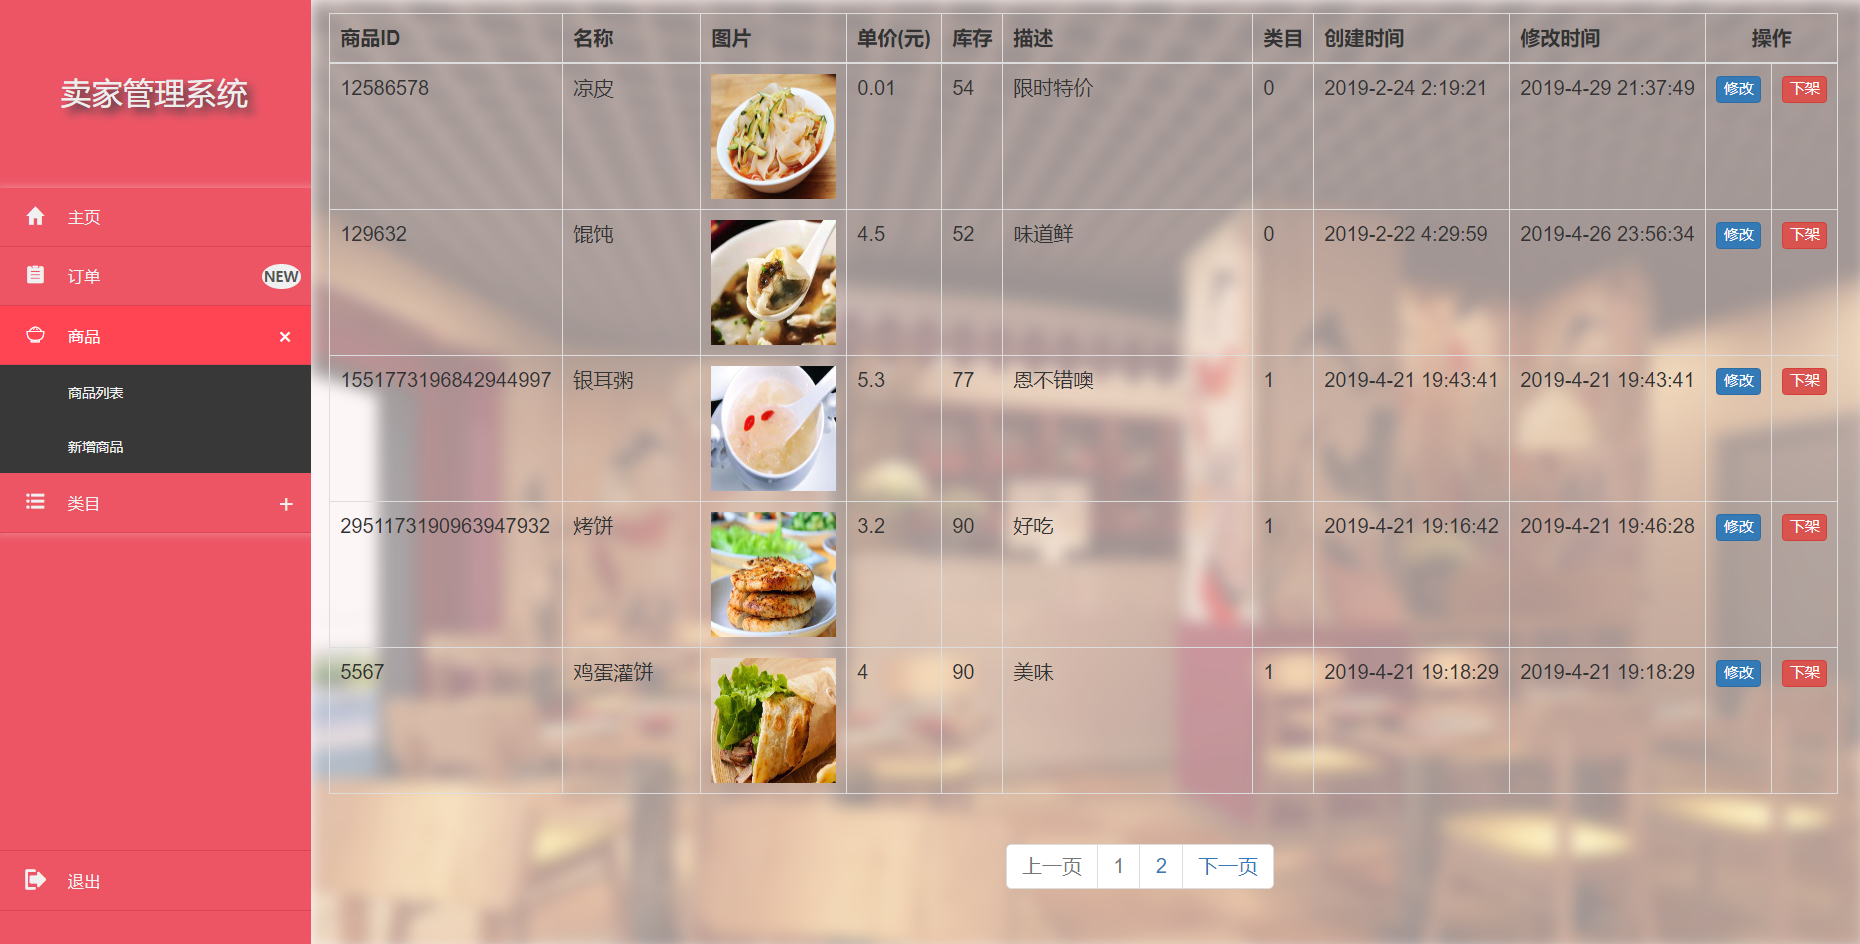 卖家管理系统
主页
订单 NEW
商品 ×
商品列表
新增商品
类目 +
退出
商品ID 名称 图片 单价(元) 库存 描述 类目 创建时间 修改时间 操作
12586578 凉皮 0.01 54 限时特价 0 2019-2-24 2:19:21 2019-4-29 21:37:49 修改 下架
129632 馄饨 4.5 52 味道鲜 0 2019-2-22 4:29:59 2019-4-26 23:56:34 修改 下架
1551773196842944997 银耳粥 5.3 77 恩不错噢 1 2019-4-21 19:43:41 2019-4-21 19:43:41 修改 下架
2951173190963947932 烤饼 3.2 90 好吃 1 2019-4-21 19:16:42 2019-4-21 19:46:28 修改 下架
5567 鸡蛋灌饼 4 90 美味 1 2019-4-21 19:18:29 2019-4-21 19:18:29 修改 下架
上一页 1 2 下一页